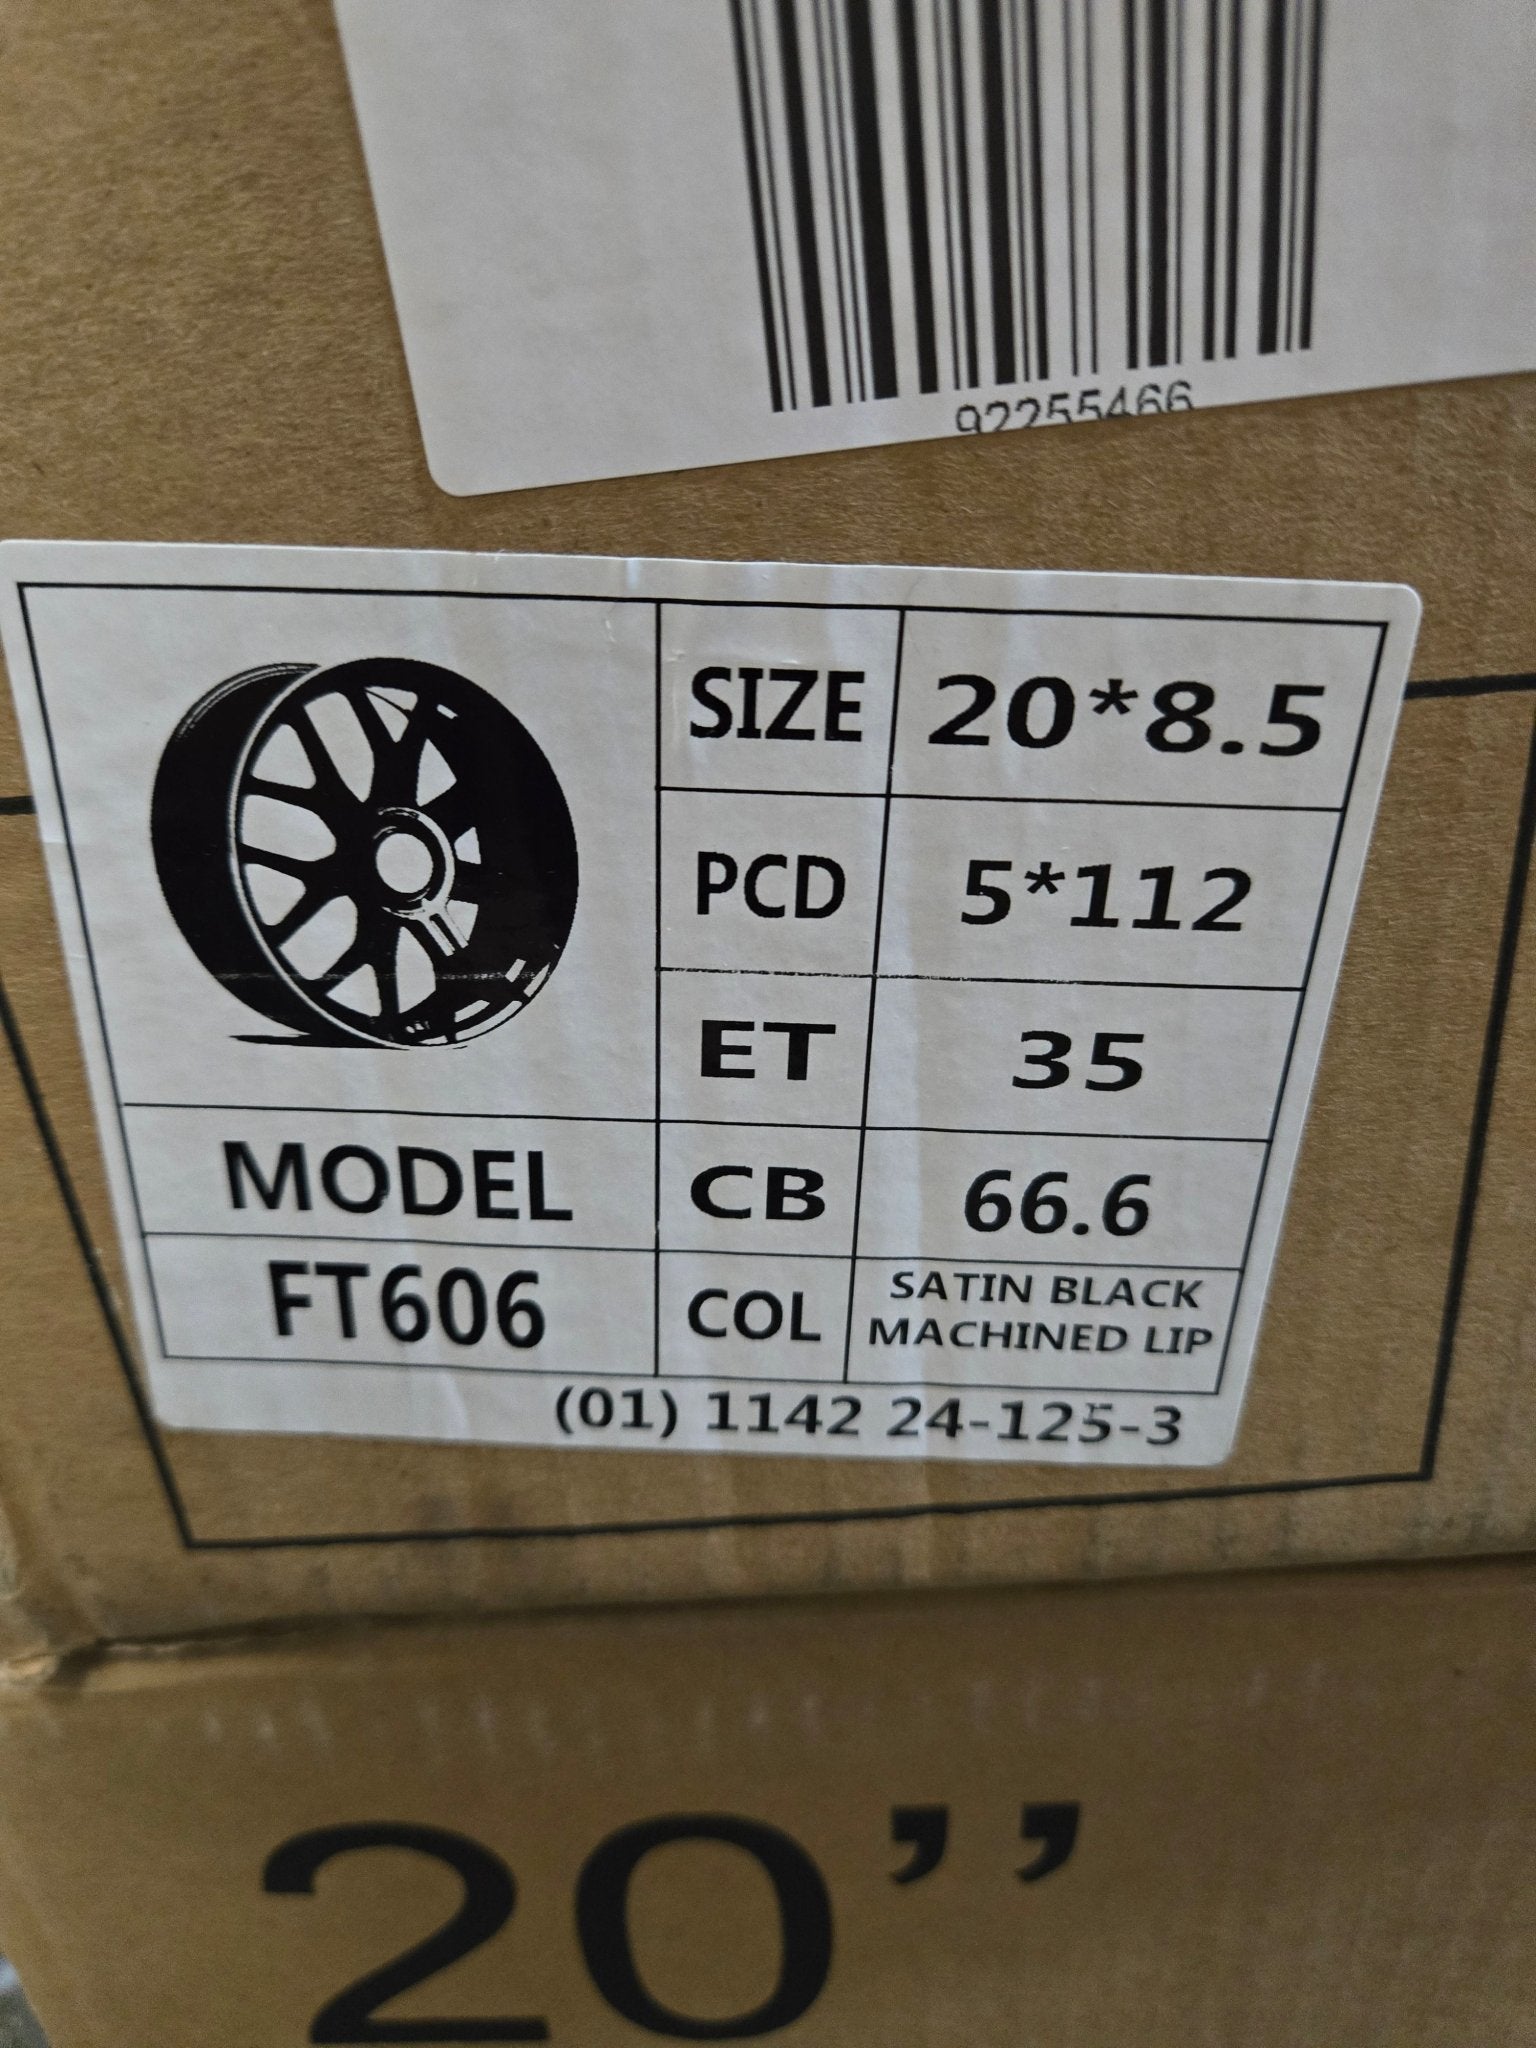 92255466
SIZE 20*8.5
PCD 5*112
ET 35
MODEL CB 66.6
FT606 COL SATIN BLACK
MACHINED LIP
(01) 1142 24-125-3
20’’